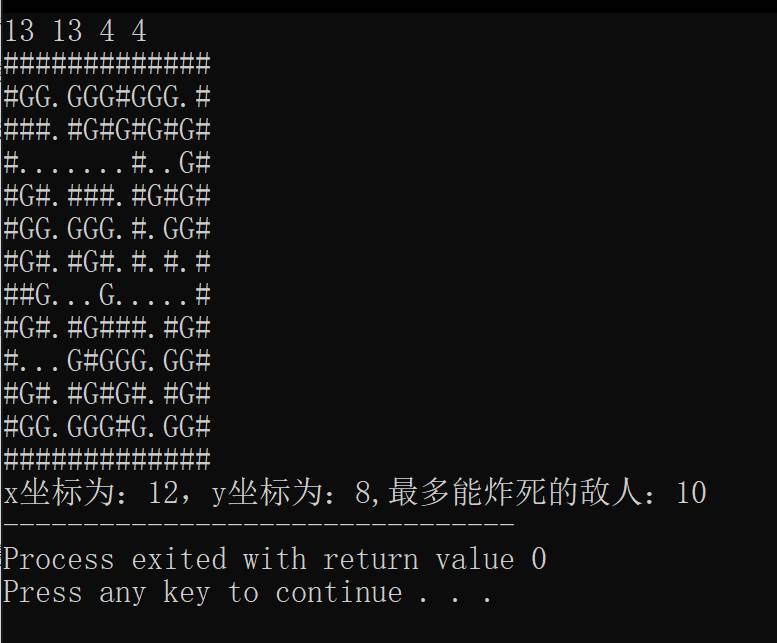 13 13 4 4
#############
#GG.GGG#GGG.#
###.#G#G#G#G#
#.......#..G#
#G#.###.#G#G#
#GG.GGG.#.GG#
#G#.#G#.#.#.#
##G...G.....#
#G#.#G###.#G#
#...G#GGG.GG#
#G#.#G#G#.#G#
#GG.GGG#G.GG#
#############
x坐标为：12，y坐标为：8,最多能炸死的敌人：10
--------------------------------
Process exited with return value 0
Press any key to continue . . .